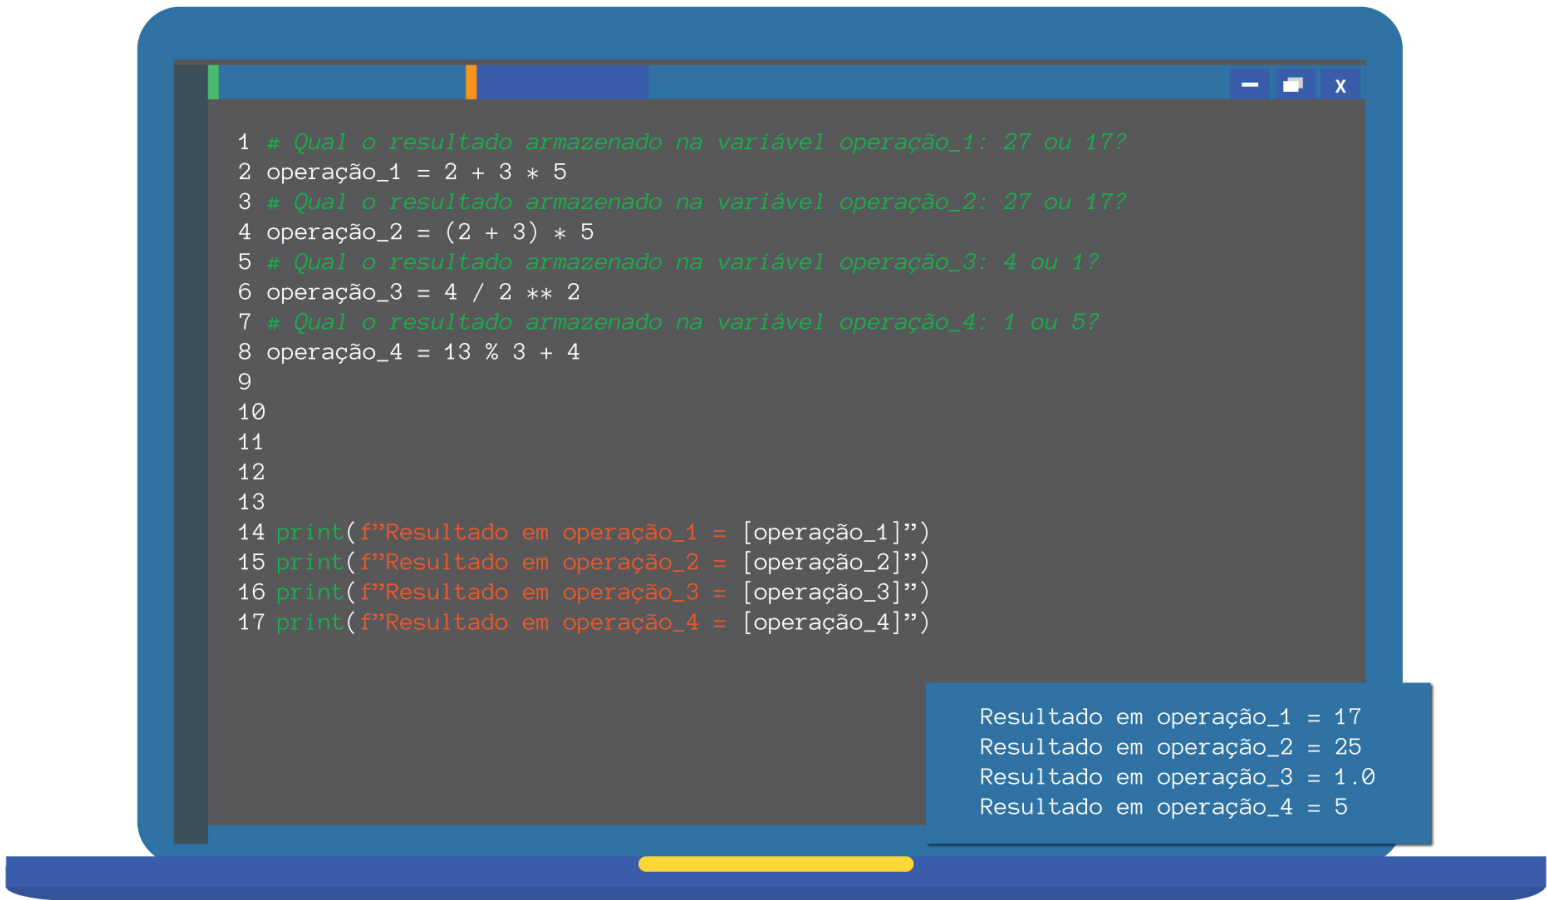 X
1 # Qual o resultado armazenado na variável operação_1: 27 ou 17?
2 operação_1 = 2 + 3 * 5
3 # Qual o resultado armazenado na variável operação_2: 27 ou 17?
4 operação_2 = (2 + 3) * 5
5 # Qual o resultado armazenado na variável operação_3: 4 ou 1?
6 operação_3 = 4 / 2 ** 2
7 # Qual o resultado armazenado na variável operação_4: 1 ou 5?
8 operação_4 = 13 % 3 + 4
9
10
11
12
13
14 print(f”Resultado em operação_1 = [operação_1]”)
15 print(f”Resultado em operação_2 = [operação_2]”)
16 print(f”Resultado em operação_3 = [operação_3]”)
17 print(f”Resultado em operação_4 = [operação_4]”)
Resultado em operação_1 = 17
Resultado em operação_2 = 25
Resultado em operação_3 = 1.0
Resultado em operação_4 = 5